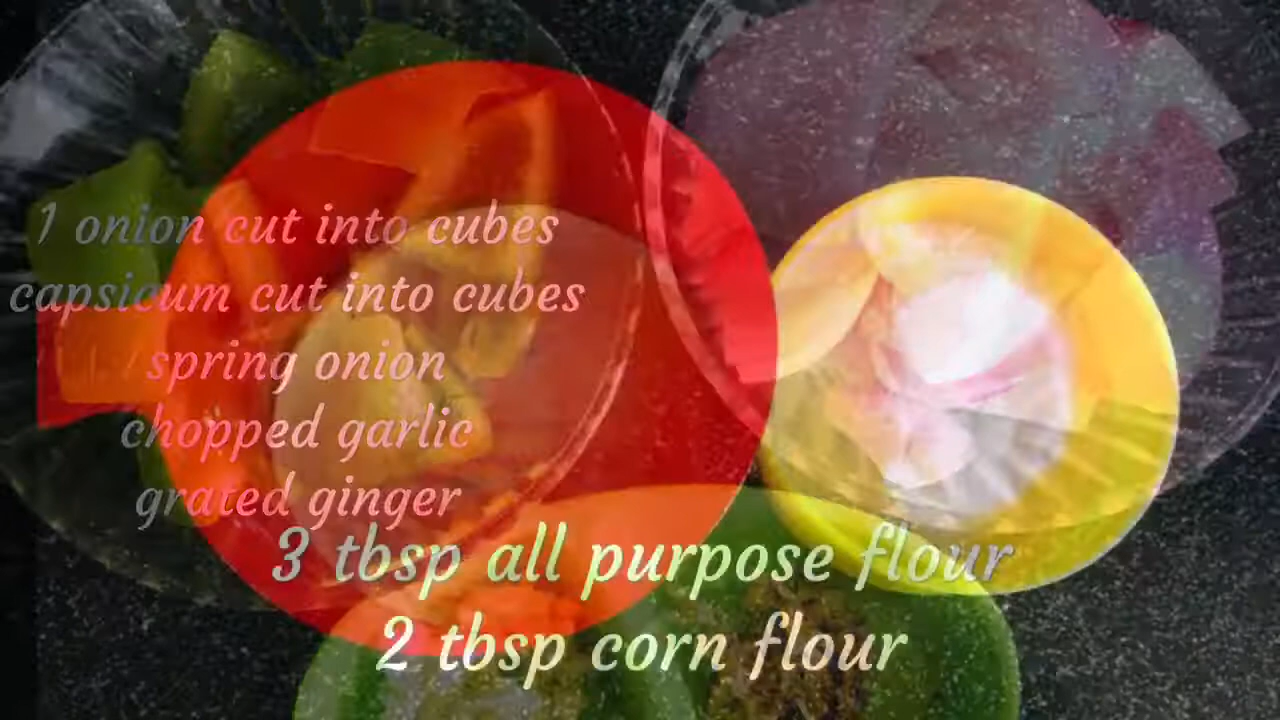 1 onion cut into cubes
capsicum cut into cubes
spring onion
chopped garlic
grated ginger
3 tbsp all purpose flour
2 tbsp corn flour